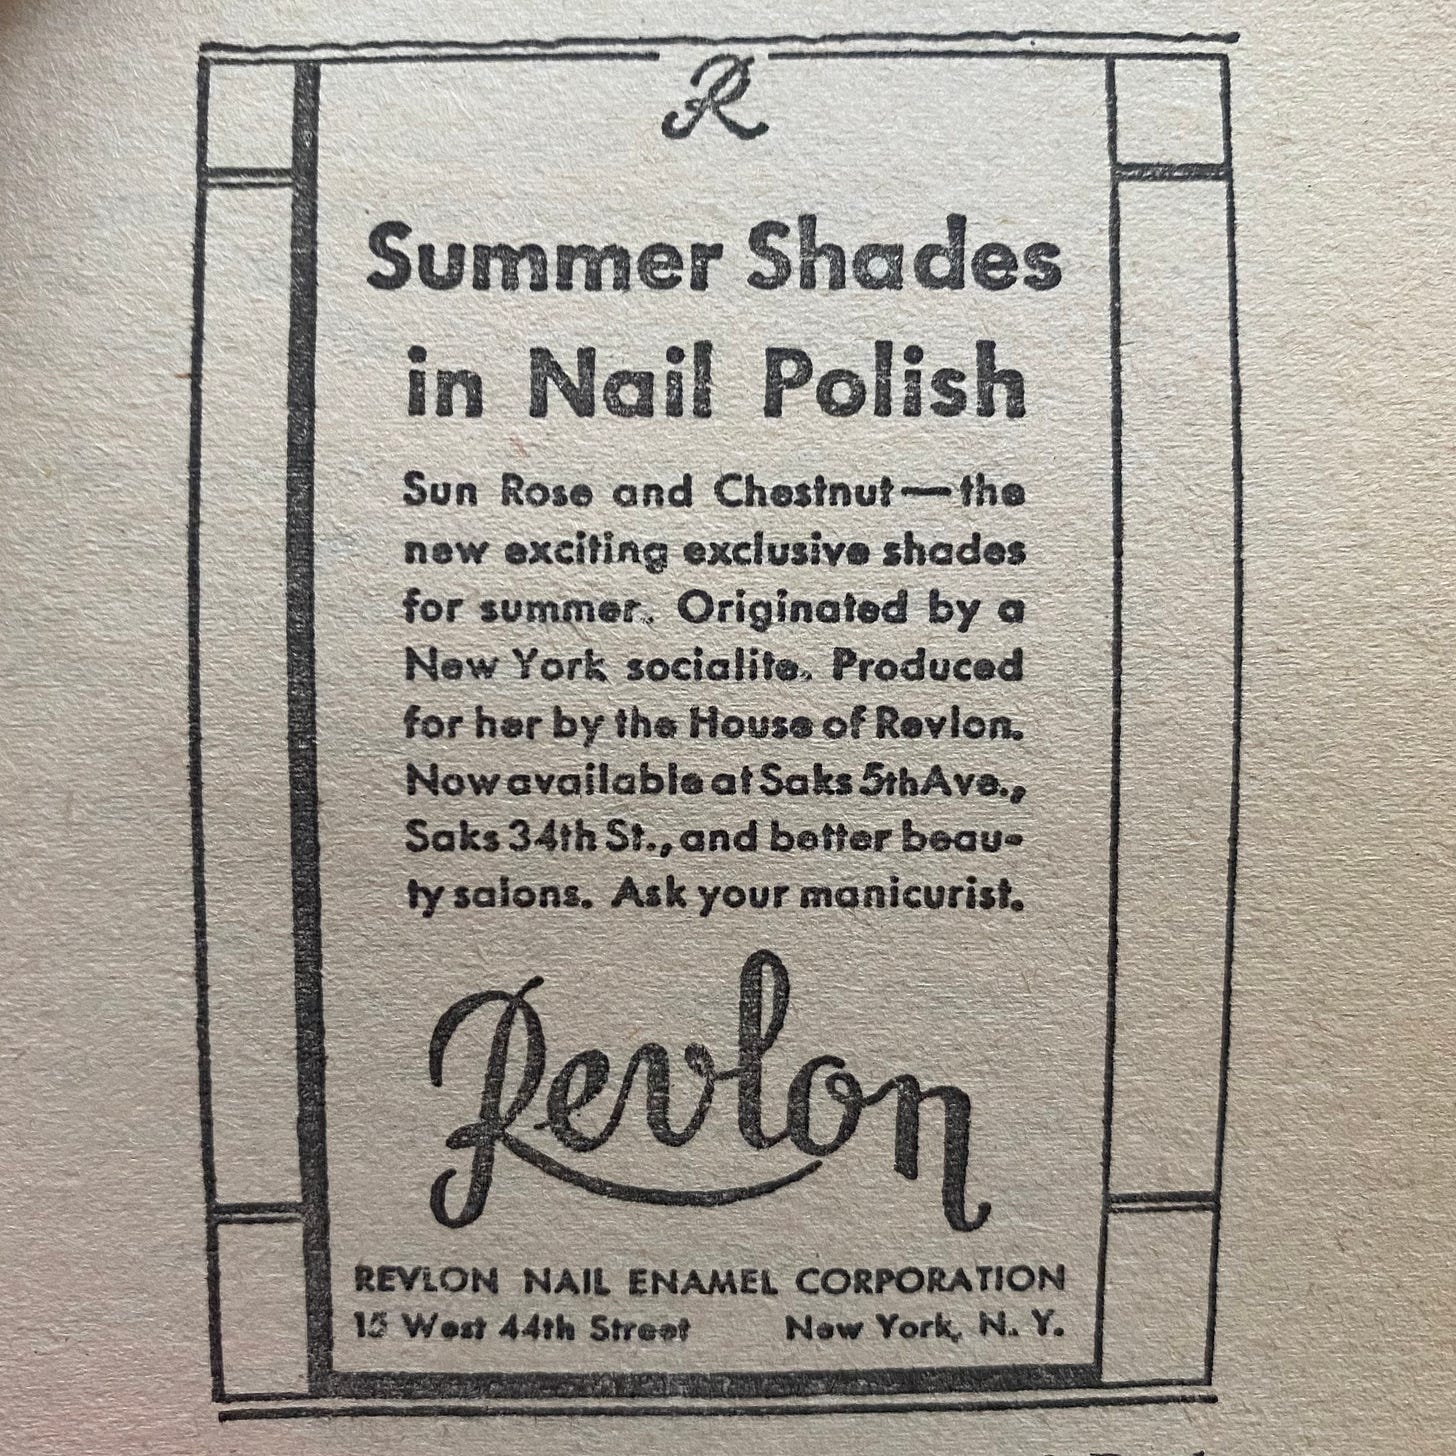 R
Summer Shades
in Nail Polish
Sun Rose and Chestnut—the
new exciting exclusive shades
for summer. Originated by a
New York socialite. Produced
for her by the House of Revlon.
Now available at Saks 5th Ave.,
Saks 34th St., and better beau-
ty salons. Ask your manicurist.
Revlon
REVLON NAIL ENAMEL CORPORATION
15 West 44th Street New York, N. Y.